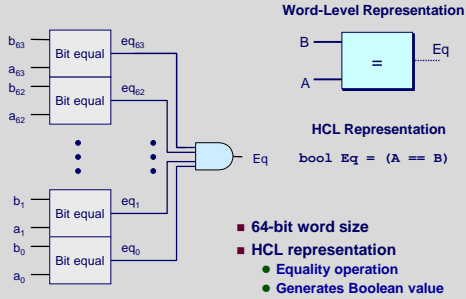 b63
Bit equal
eq63
a63
b62
Bit equal
eq62
a62
b1
Bit equal
eq1
a1
b0
Bit equal
eq0
a0
Eq
Word-Level Representation
B
=
Eq
A
HCL Representation
bool Eq = (A == B)
64-bit word size
HCL representation
Equality operation
Generates Boolean value